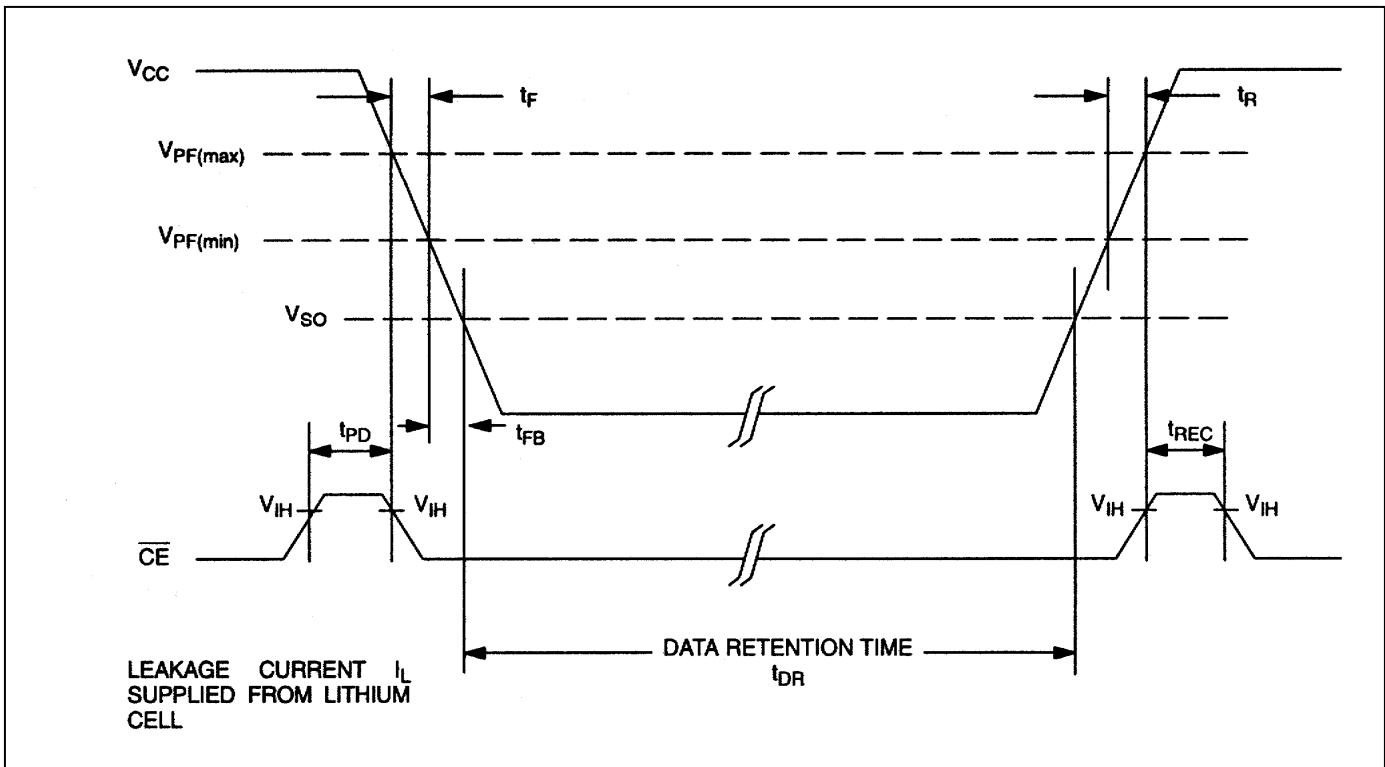 VCC
tF
tR
VPF(max)
VPF(min)
VSO
tPD
tFB
tREC
VIH
VIH
VIH
VIH
CE
DATA RETENTION TIME
tDR
LEAKAGE CURRENT IL
SUPPLIED FROM LITHIUM
CELL